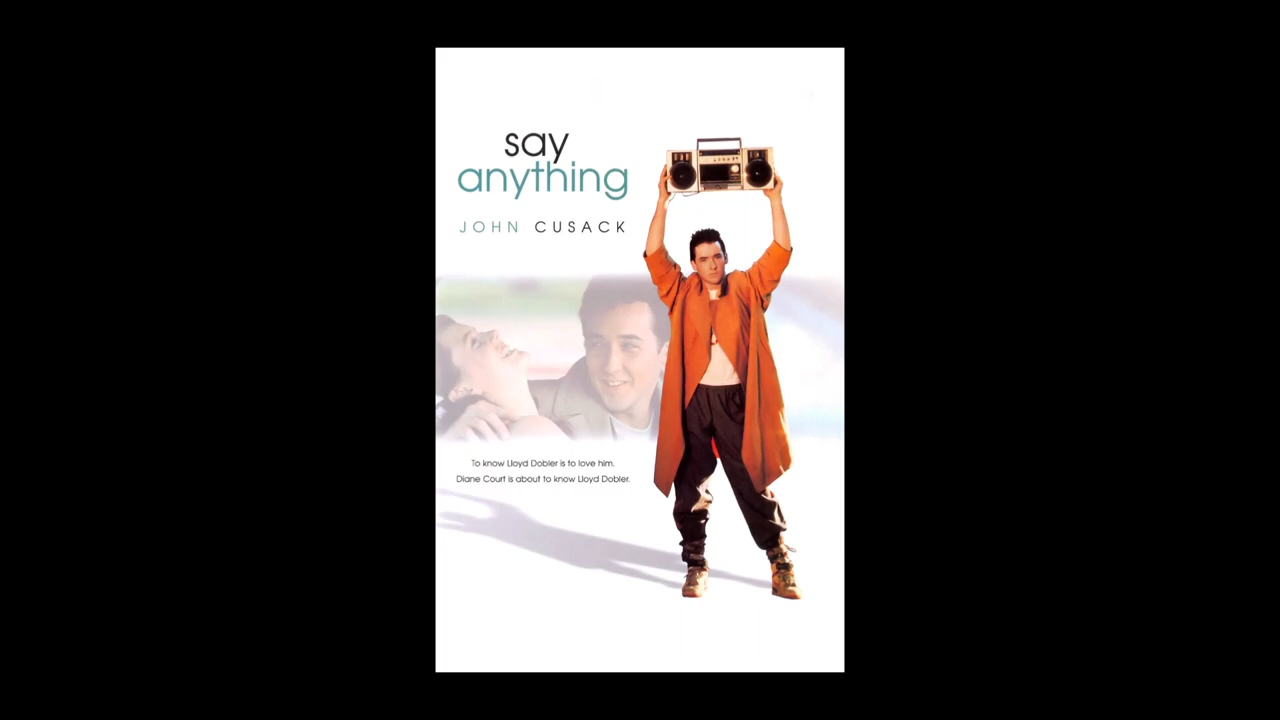 say
anything
JOHN CUSACK
To know Lloyd Dobler is to love him.
Diane Court is about to know Lloyd Dobler.